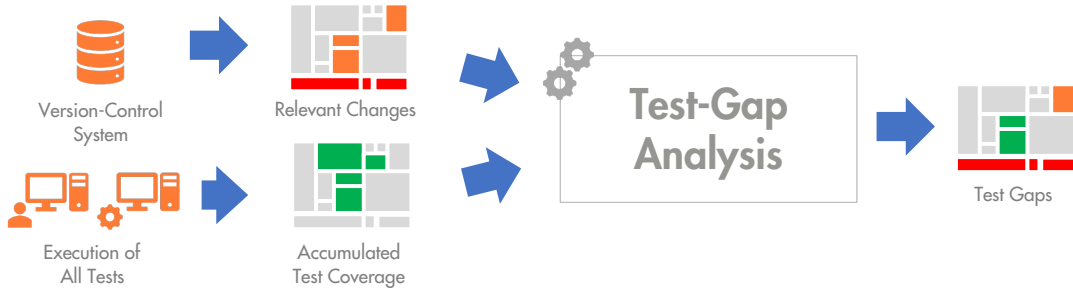 Version-Control
System
Relevant Changes
Execution of
All Tests
Accumulated
Test Coverage
Test-Gap
Analysis
Test Gaps